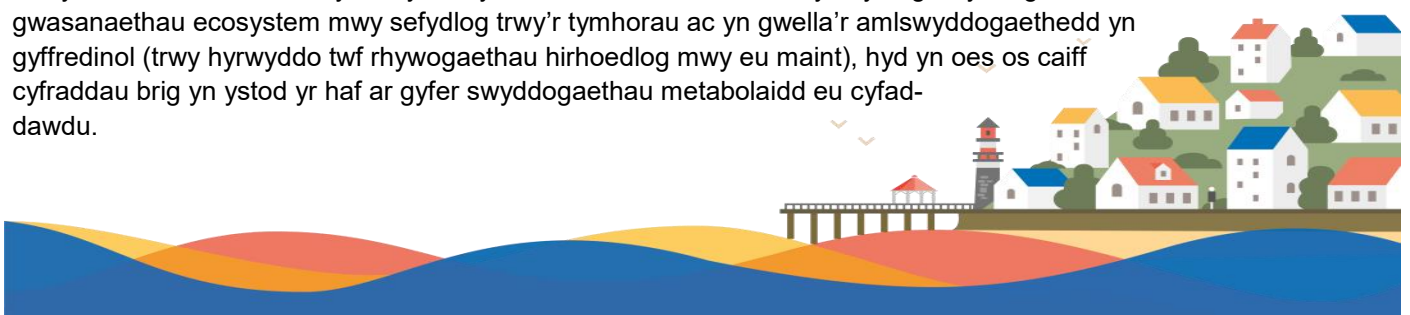 gwasanaethau ecosystem mwy sefydlog trwy'r tymhorau ac yn gwella'r amlswyddogaethedd yn
gyffredinol (trwy hyrwyddo twf rhywogaethau hirhoedlog mwy eu maint), hyd yn oes os caiff
cyfraddau brig yn ystod yr haf ar gyfer swyddogaethau metabolaidd eu cyfad-
dawdu.